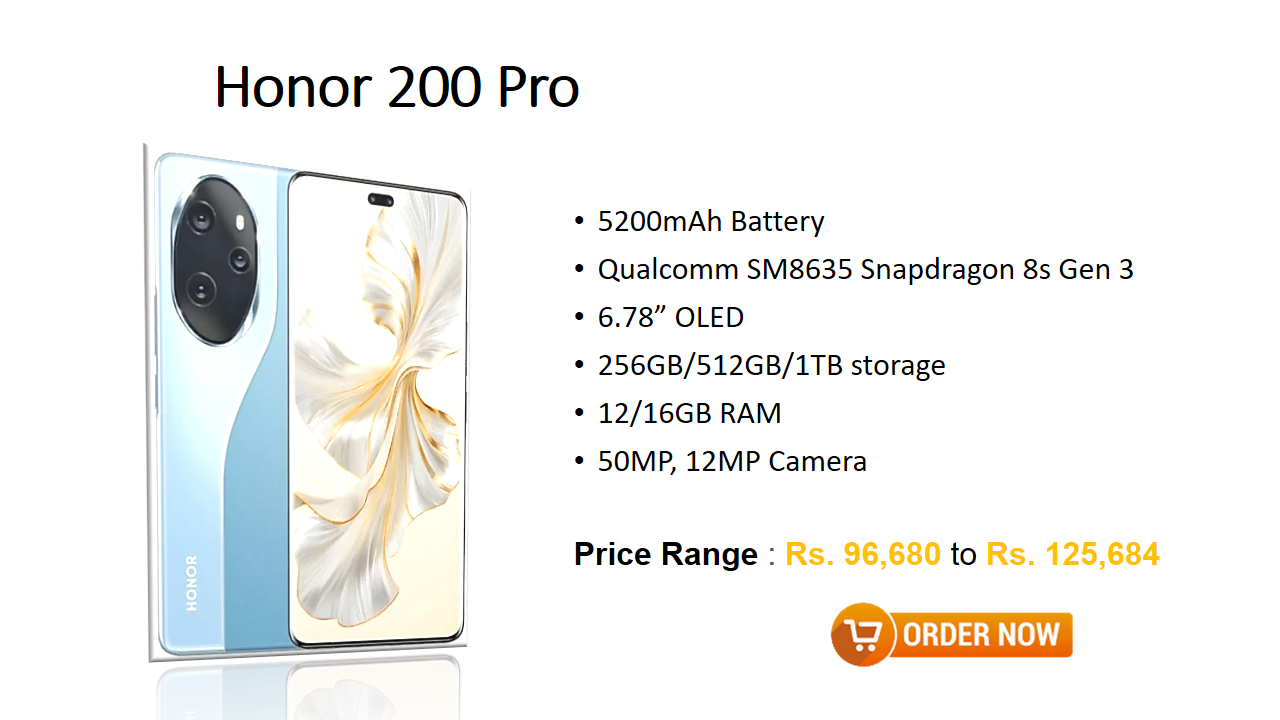 Honor 200 Pro
• 5200mAh Battery
• Qualcomm SM8635 Snapdragon 8s Gen 3
• 6.78” OLED
• 256GB/512GB/1TB storage
• 12/16GB RAM
• 50MP, 12MP Camera
Price Range : Rs. 96,680 to Rs. 125,684
ORDER NOW
HONOR